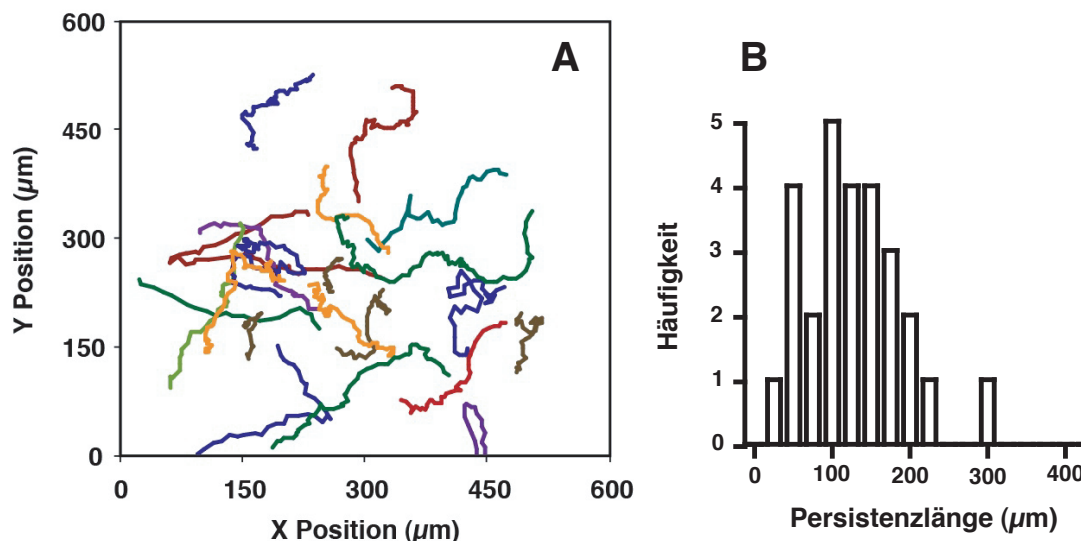 A
600
450
300
150
0
Y Position (µm)
0 150 300 450 600
X Position (µm)
B
5
4
3
2
1
0
Häufigkeit
0 100 200 300 400
Persistenzlänge (µm)